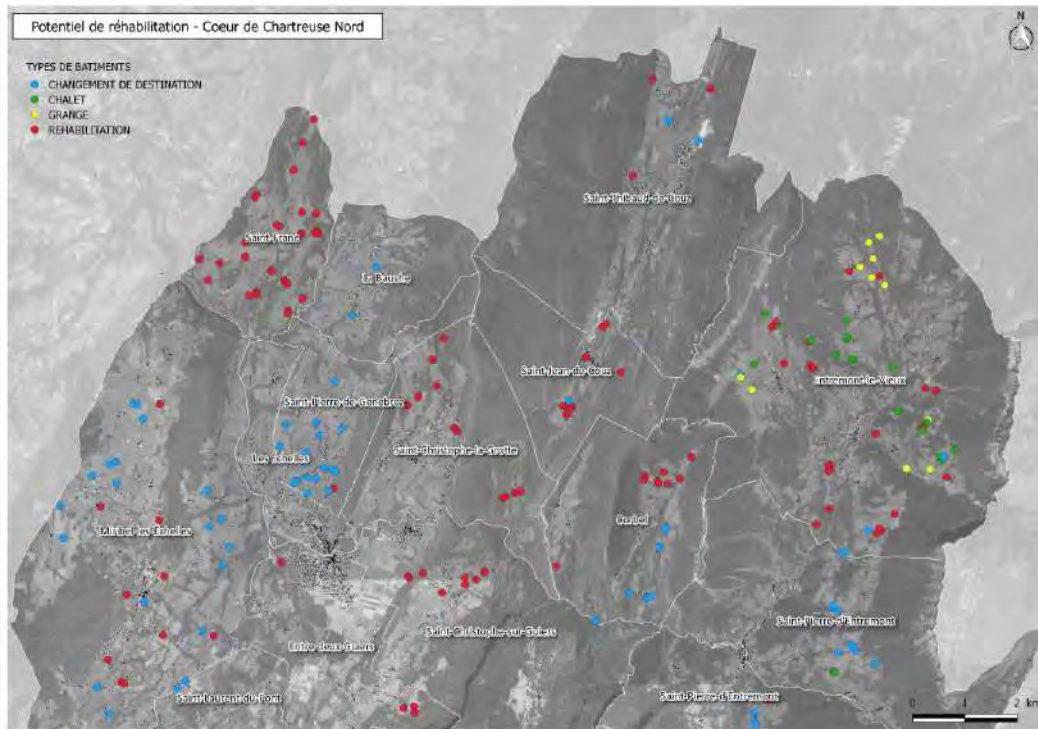 Potentiel de réhabilitation - Coeur de Chartreuse Nord
N
TYPES DE BATIMENTS
CHANGEMENT DE DESTINATION
CHALET
GRANGE
REHABILITATION
Saint-Thibaud-de-Couz
Saint-Franc
La Bauche
Saint-Jean-de-Couz
Entremont-le-Vieux
Saint-Pierre-de-Genebroz
Saint-Christophe-la-Grotte
Les Echelles
Corbel
Miribel-les-Echelles
Saint-Pierre-d'Entremont
Saint-Christophe-sur-Guiers
Entre-deux-Guiers
Saint-Laurent-du-Pont
Saint-Pierre-d'Entremont
0 1 2 km